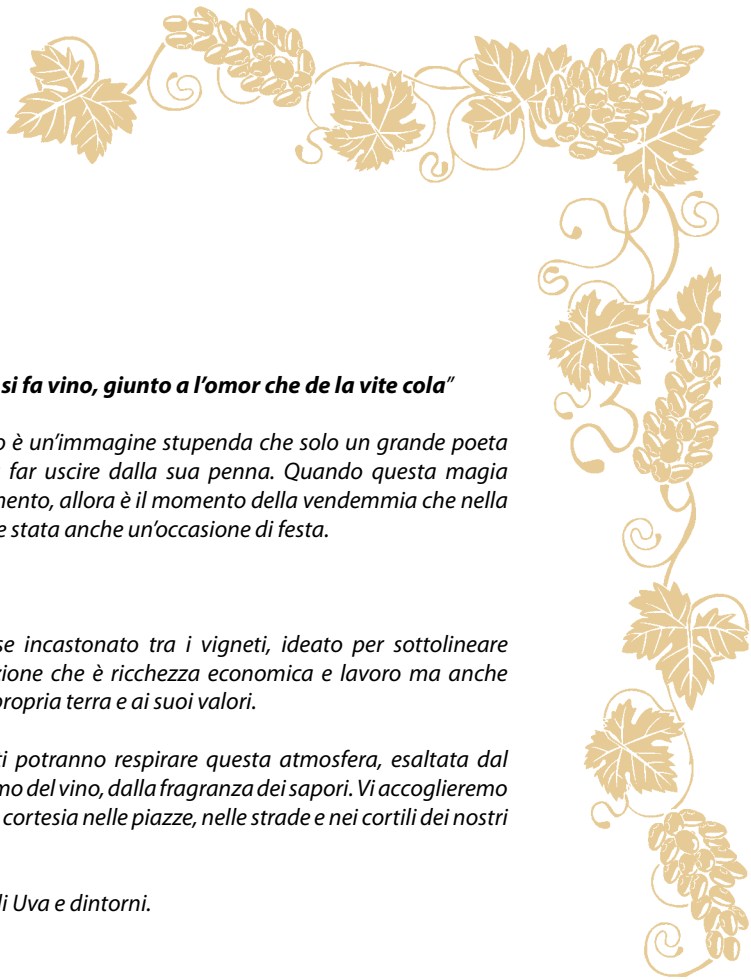 si fa vino, giunto a l’omor che de la vite cola”
o è un’immagine stupenda che solo un grande poeta
far uscire dalla sua penna. Quando questa magia
mento, allora è il momento della vendemmia che nella
e stata anche un’occasione di festa.
se incastonato tra i vigneti, ideato per sottolineare
zione che è ricchezza economica e lavoro ma anche
propria terra e ai suoi valori.
ti potranno respirare questa atmosfera, esaltata dal
mo del vino, dalla fragranza dei sapori. Vi accoglieremo
cortesia nelle piazze, nelle strade e nei cortili dei nostri
li Uva e dintorni.